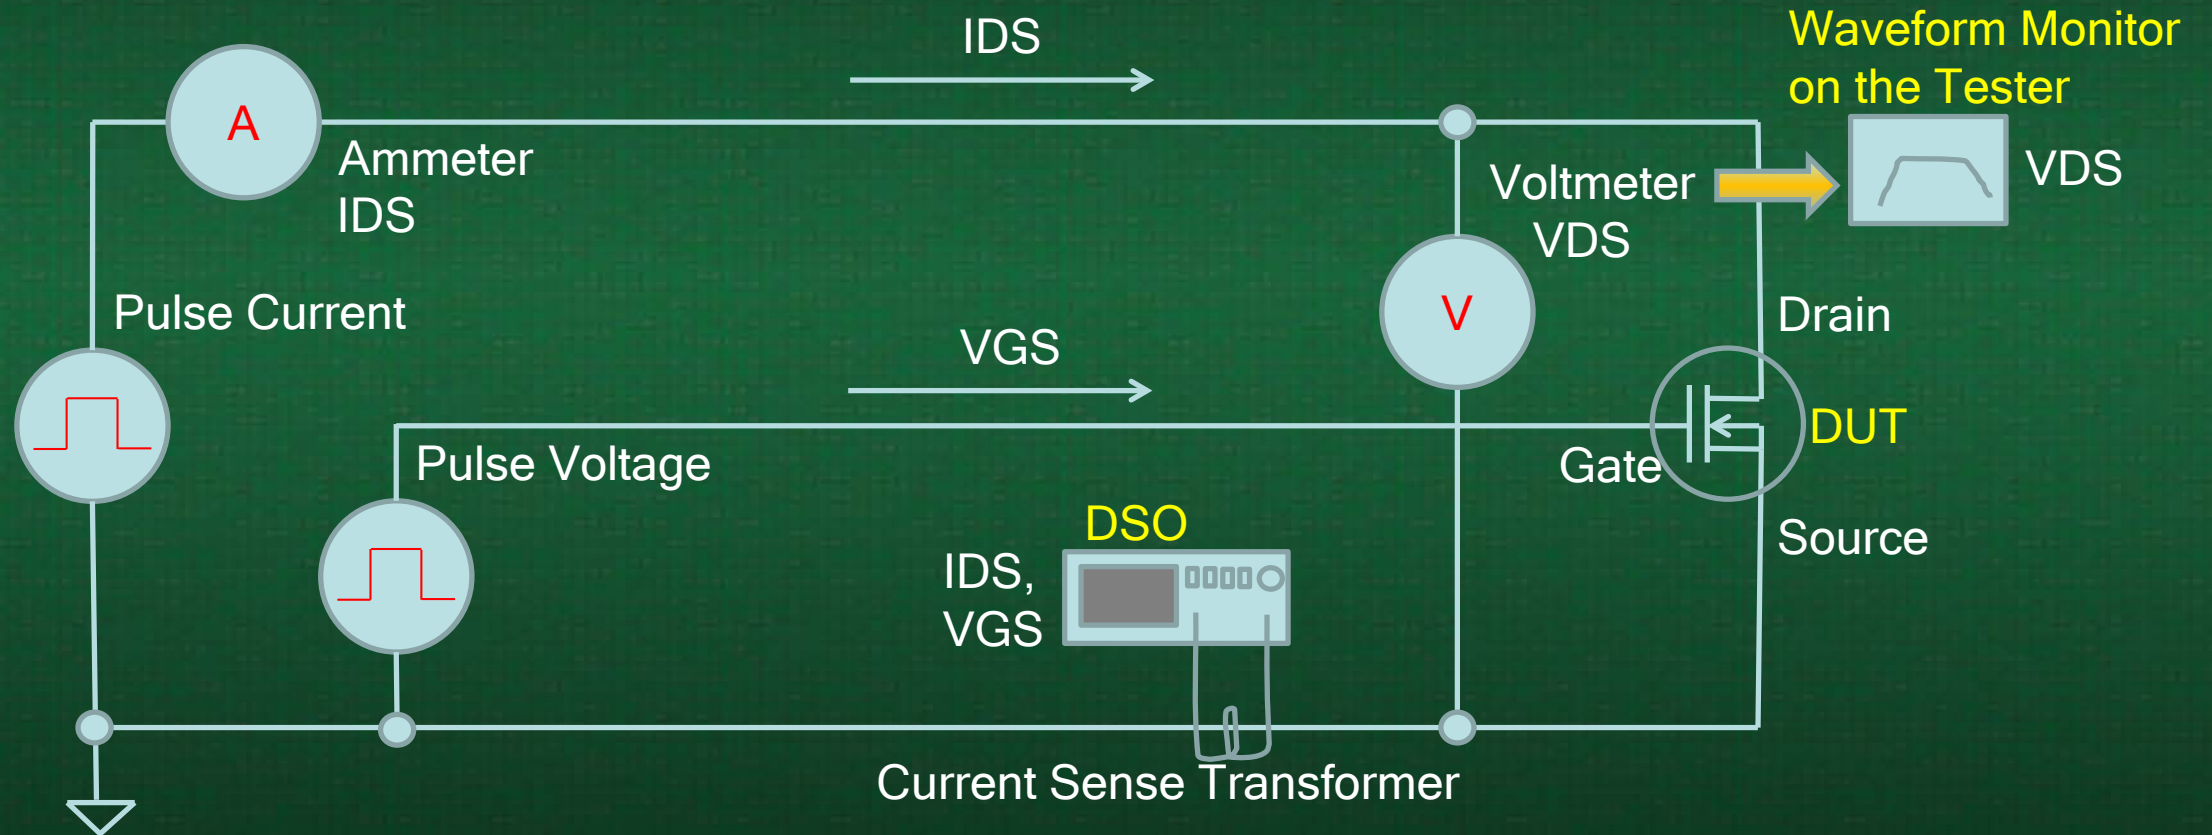 IDS
Waveform Monitor
on the Tester
A
Ammeter
IDS
Voltmeter
VDS
VDS
Pulse Current
V
Drain
VGS
DUT
Pulse Voltage
Gate
DSO
IDS,
VGS
Source
Current Sense Transformer